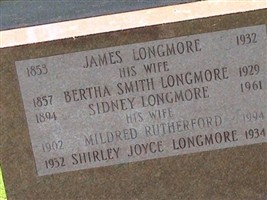 1853 JAMES LONGMORE 1932
HIS WIFE
1857 BERTHA SMITH LONGMORE 1929
1894 SIDNEY LONGMORE 1961
HIS WIFE
1902 MILDRED RUTHERFORD 1994
1932 SHIRLEY JOYCE LONGMORE 1934